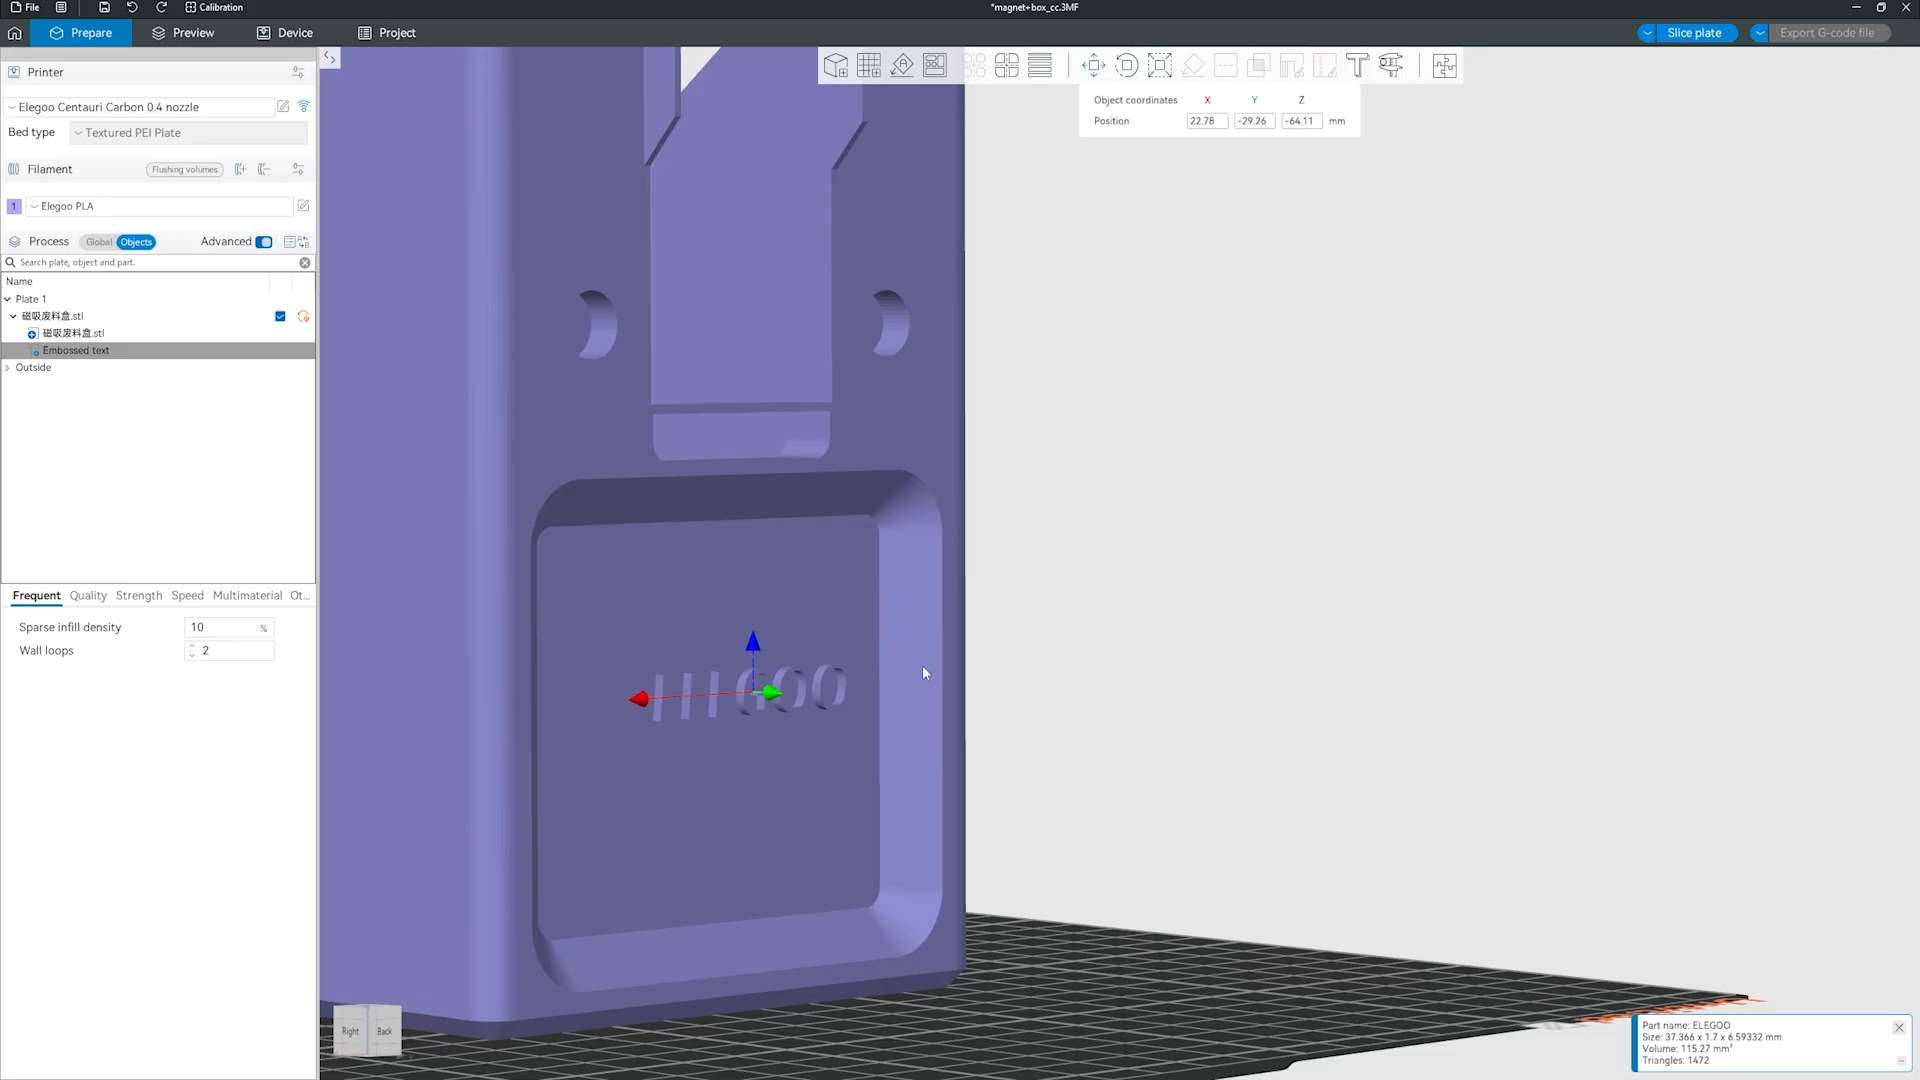 File
Calibration
*magnet+box_cc.3MF
Prepare
Preview
Device
Project
Slice plate
Export G-code file
Printer
Elegoo Centauri Carbon 0.4 nozzle
Bed type
Textured PEI Plate
Filament
Flushing volumes
1
Elegoo PLA
Process
Global
Objects
Advanced
Search plate, object and part.
Name
Plate 1
磁吸废料盒.stl
磁吸废料盒.stl
Embossed text
Outside
Frequent
Quality
Strength
Speed
Multimaterial
Ot...
Sparse infill density
10
%
Wall loops
2
Object coordinates X Y Z
Position 22.78 -29.26 -64.11 mm
Right
Back
Part name: ELEGOO
Size: 37.366 x 1.7 x 6.59332 mm
Volume: 115.27 mm³
Triangles: 1472